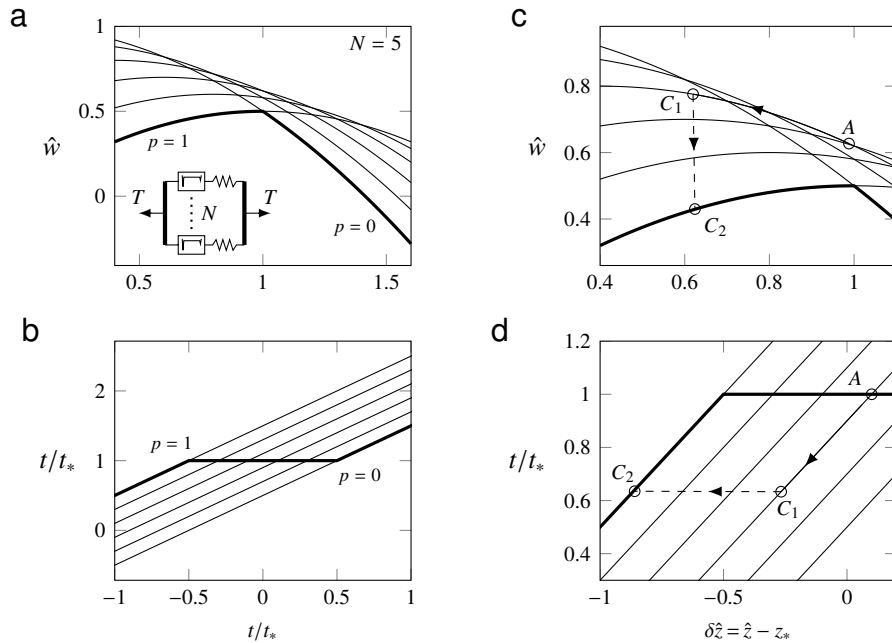 a
N = 5
1
0.5
0
ŵ
p = 1
T
N
T
p = 0
0.5
1
1.5
c
0.8
0.6
0.4
ŵ
C₁
A
C₂
0.4
0.6
0.8
1
b
2
1
0
t/t*
p = 1
p = 0
−1
−0.5
0
0.5
1
t/t*
d
1.2
1
0.8
0.6
0.4
t/t*
A
C₂
C₁
−1
−0.5
0
δẑ = ẑ − z*